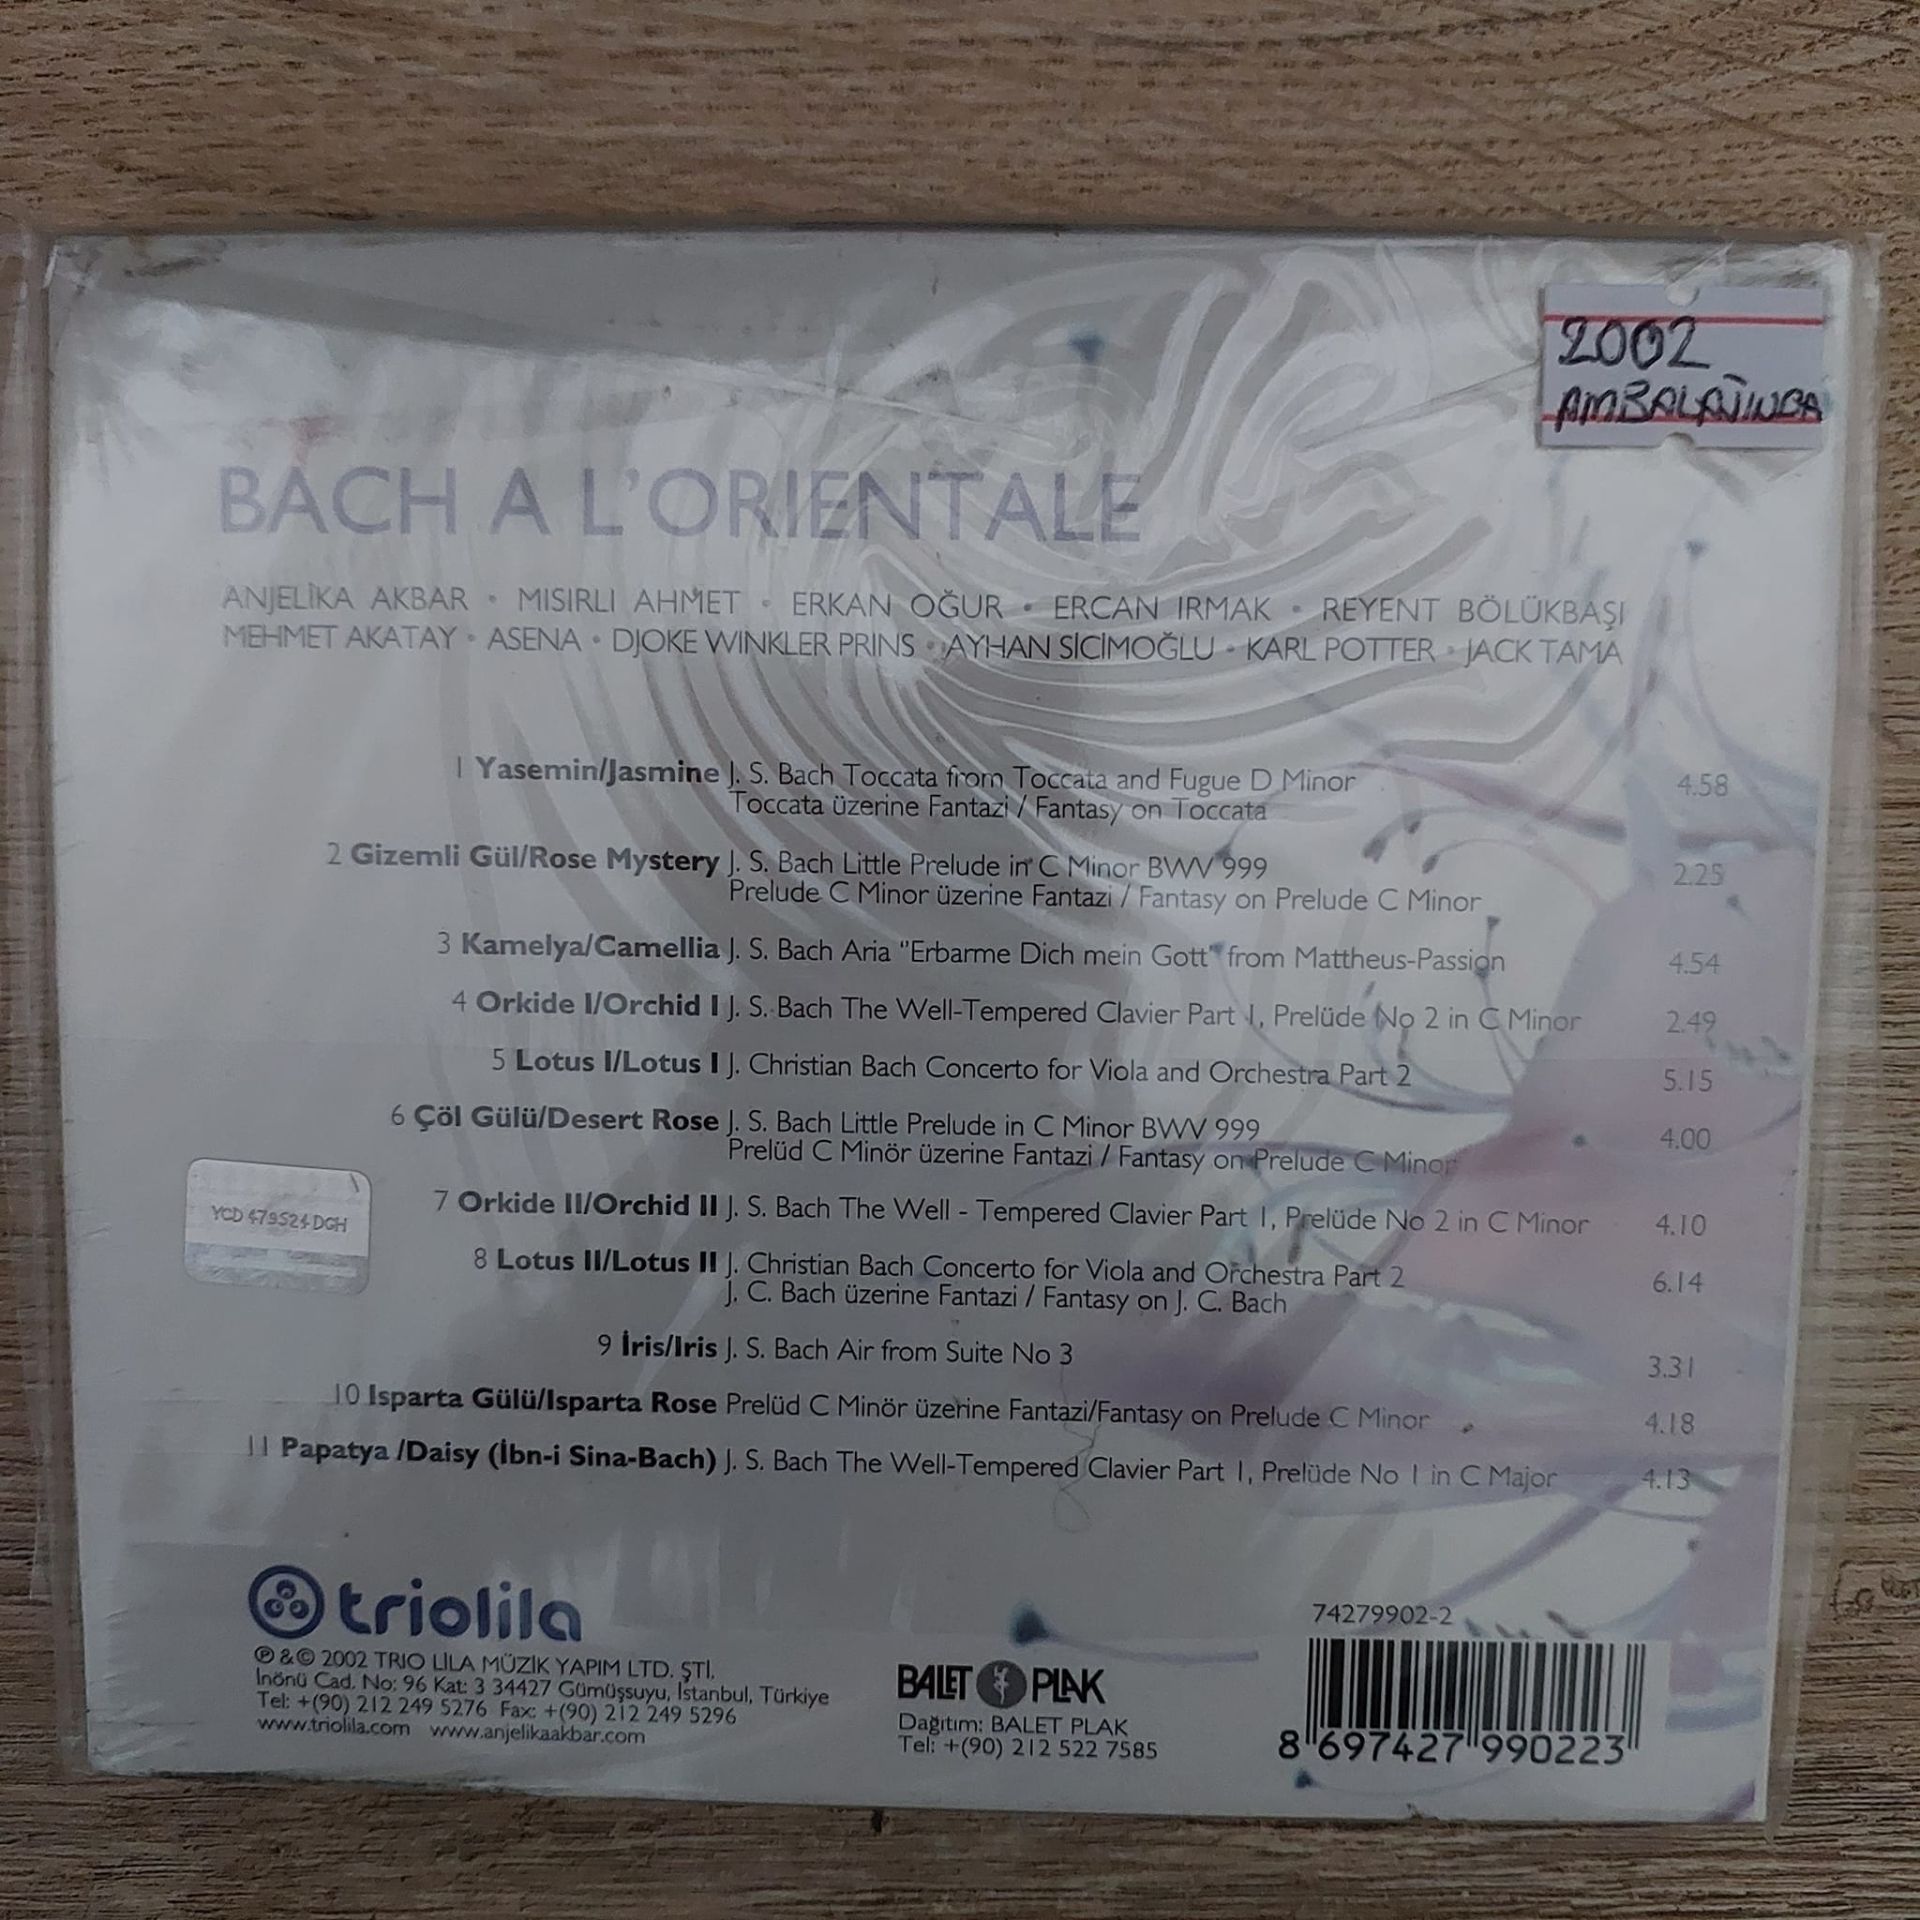 2002
AMBALAJINDA
BACH A L'ORIENTALE
ANJELİKA AKBAR • MISIRLI AHMET • ERKAN OĞUR • ERCAN IRMAK • REYENT BÖLÜKBAŞI
MEHMET AKATAY • ASENA • DJOKE WINKLER PRINS • AYHAN SİCİMOĞLU • KARL POTTER • JACK TAMA
1 Yasemin/Jasmine J. S. Bach Toccata from Toccata and Fugue D Minor 4.58
Toccata üzerine Fantazi / Fantasy on Toccata
2 Gizemli Gül/Rose Mystery J. S. Bach Little Prelude in C Minor BWV 999 2.25
Prelude C Minor üzerine Fantazi / Fantasy on Prelude C Minor
3 Kamelya/Camellia J. S. Bach Aria "Erbarme Dich mein Gott" from Mattheus-Passion 4.54
4 Orkide I/Orchid I J. S. Bach The Well-Tempered Clavier Part 1, Prelüde No 2 in C Minor 2.49
5 Lotus I/Lotus I J. Christian Bach Concerto for Viola and Orchestra Part 2 5.15
6 Çöl Gülü/Desert Rose J. S. Bach Little Prelude in C Minor BWV 999 4.00
Prelüd C Minör üzerine Fantazi / Fantasy on Prelude C Minor
7 Orkide II/Orchid II J. S. Bach The Well - Tempered Clavier Part 1, Prelüde No 2 in C Minor 4.10
8 Lotus II/Lotus II J. Christian Bach Concerto for Viola and Orchestra Part 2 6.14
J. C. Bach üzerine Fantazi / Fantasy on J. C. Bach
9 İris/Iris J. S. Bach Air from Suite No 3 3.31
10 Isparta Gülü/Isparta Rose Prelüd C Minör üzerine Fantazi/Fantasy on Prelude C Minor 4.18
11 Papatya /Daisy (İbn-i Sina-Bach) J. S. Bach The Well-Tempered Clavier Part 1, Prelüde No 1 in C Major 4.13
YCD 479524 DGH
triolila
℗ & © 2002 TRIO LILA MÜZİK YAPIM LTD. ŞTİ.
İnönü Cad. No: 96 Kat: 3 34427 Gümüşsuyu, İstanbul, Türkiye
Tel: +(90) 212 249 5276 Fax: +(90) 212 249 5296
www.triolila.com www.anjelikaakbar.com
BALET PLAK
Dağıtım: BALET PLAK
Tel: +(90) 212 522 7585
74279902-2
8 697427 990223